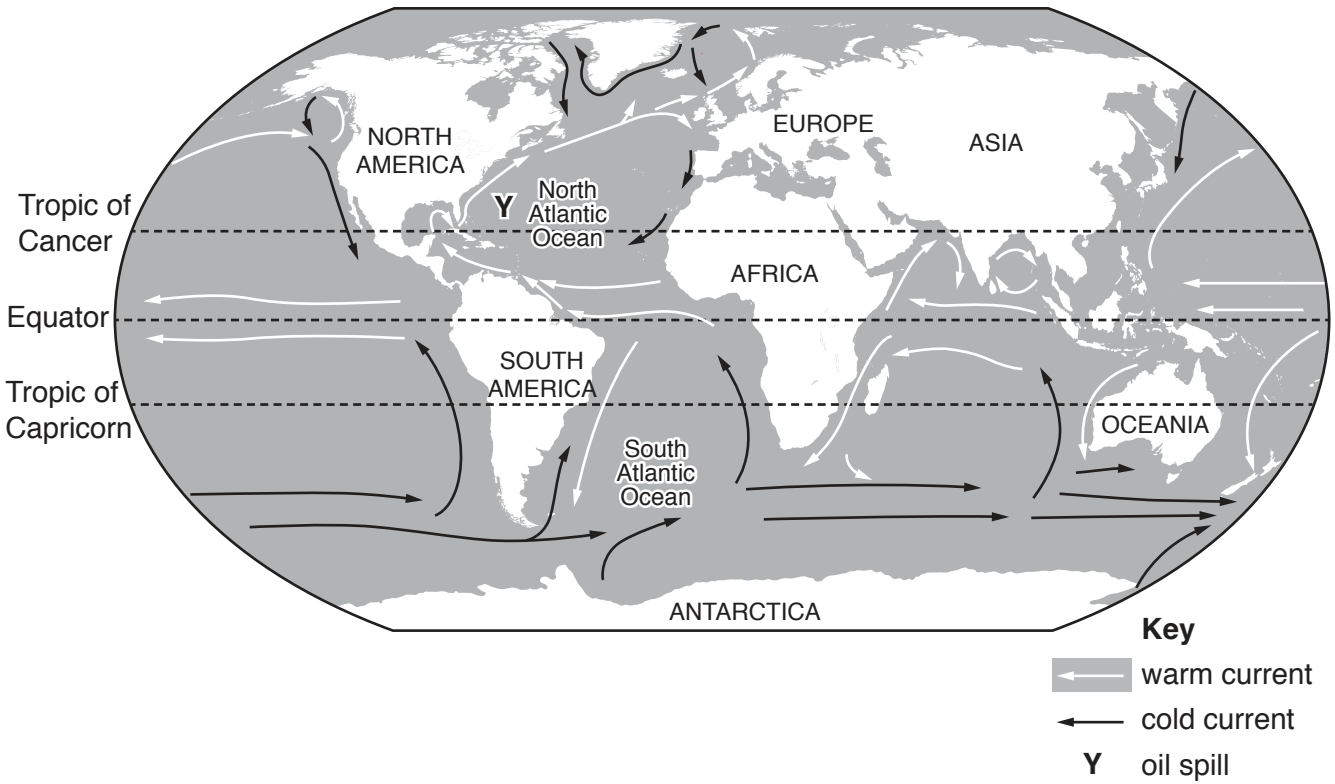 NORTH
AMERICA
EUROPE
ASIA
Tropic of
Cancer
Y
North
Atlantic
Ocean
AFRICA
Equator
SOUTH
AMERICA
Tropic of
Capricorn
OCEANIA
South
Atlantic
Ocean
ANTARCTICA
Key
warm current
cold current
Y oil spill